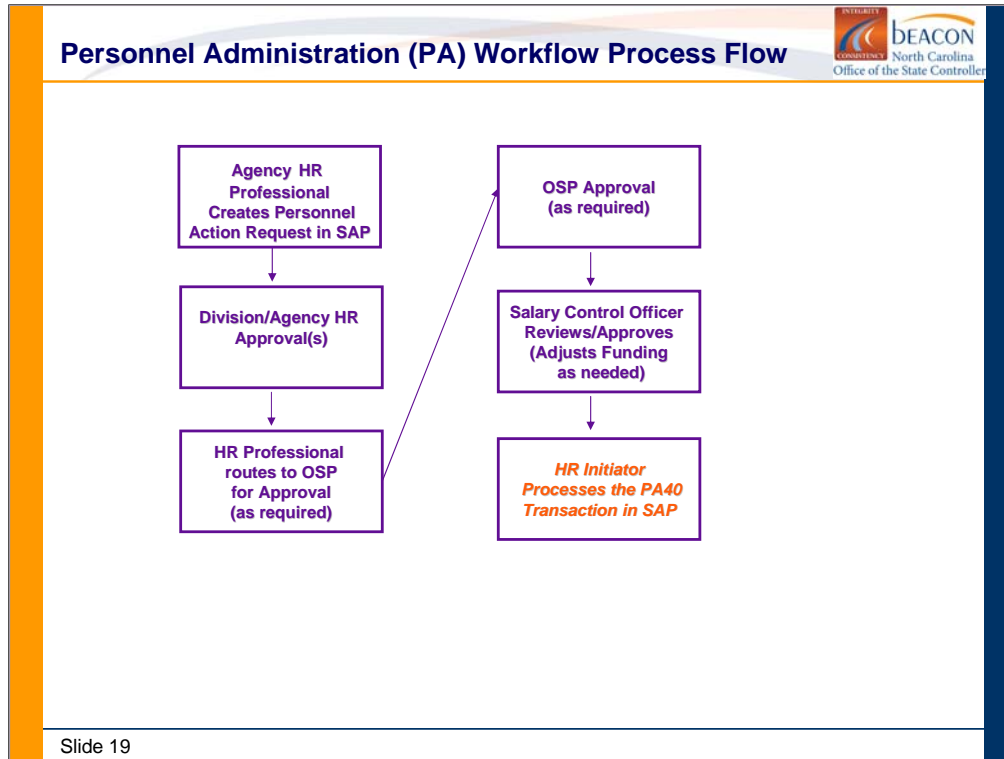 Personnel Administration (PA) Workflow Process Flow
INTEGRITY
CONSISTENCY
bEACON
North Carolina
Office of the State Controller
Agency HR
Professional
Creates Personnel
Action Request in SAP
Division/Agency HR
Approval(s)
HR Professional
routes to OSP
for Approval
(as required)
OSP Approval
(as required)
Salary Control Officer
Reviews/Approves
(Adjusts Funding
as needed)
HR Initiator
Processes the PA40
Transaction in SAP
Slide 19